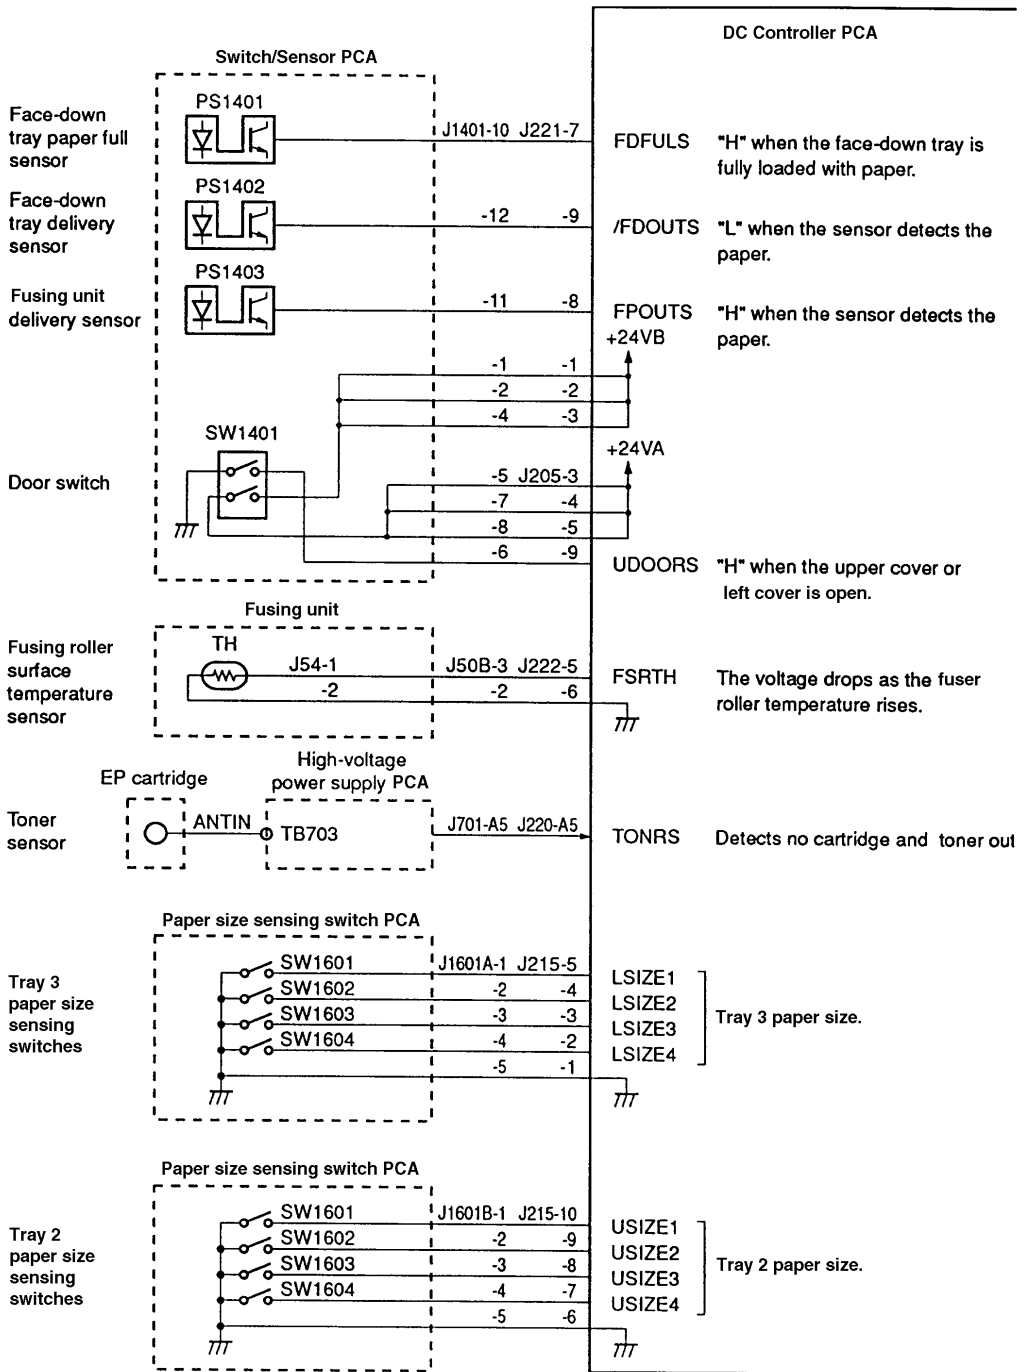 DC Controller PCA
Switch/Sensor PCA
Face-down
tray paper full
sensor
PS1401
J1401-10 J221-7
FDFULS "H" when the face-down tray is
fully loaded with paper.
Face-down
tray delivery
sensor
PS1402
-12 -9
/FDOUTS "L" when the sensor detects the
paper.
Fusing unit
delivery sensor
PS1403
-11 -8
FPOUTS "H" when the sensor detects the
paper.
+24VB
-1 -1
-2 -2
-4 -3
SW1401
+24VA
Door switch
-5 J205-3
-7 -4
-8 -5
-6 -9
UDOORS "H" when the upper cover or
left cover is open.
Fusing unit
Fusing roller
surface
temperature
sensor
TH
J54-1 J50B-3 J222-5
-2 -2 -6
FSRTH The voltage drops as the fuser
roller temperature rises.
EP cartridge
High-voltage
power supply PCA
Toner
sensor
ANTIN TB703
J701-A5 J220-A5
TONRS Detects no cartridge and toner out
Paper size sensing switch PCA
Tray 3
paper size
sensing
switches
SW1601 J1601A-1 J215-5 LSIZE1
SW1602 -2 -4 LSIZE2
SW1603 -3 -3 LSIZE3
SW1604 -4 -2 LSIZE4
-5 -1
Tray 3 paper size.
Paper size sensing switch PCA
Tray 2
paper size
sensing
switches
SW1601 J1601B-1 J215-10 USIZE1
SW1602 -2 -9 USIZE2
SW1603 -3 -8 USIZE3
SW1604 -4 -7 USIZE4
-5 -6
Tray 2 paper size.